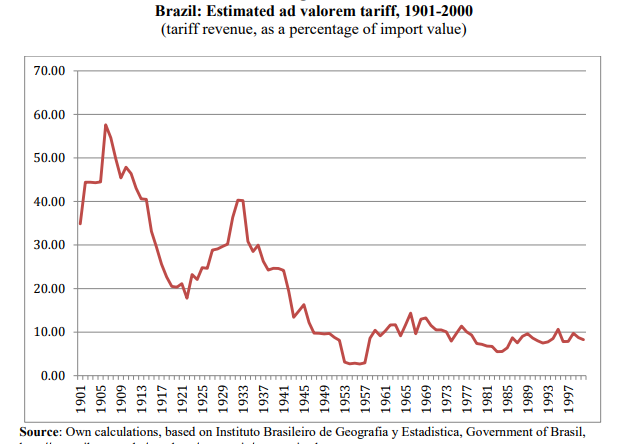 Brazil: Estimated ad valorem tariff, 1901-2000
(tariff revenue, as a percentage of import value)
70.00
60.00
50.00
40.00
30.00
20.00
10.00
0.00
1901 1905 1909 1913 1917 1921 1925 1929 1933 1937 1941 1945 1949 1953 1957 1961 1965 1969 1973 1977 1981 1985 1989 1993 1997
Source: Own calculations, based on Instituto Brasileiro de Geografia y Estadistica, Government of Brasil,